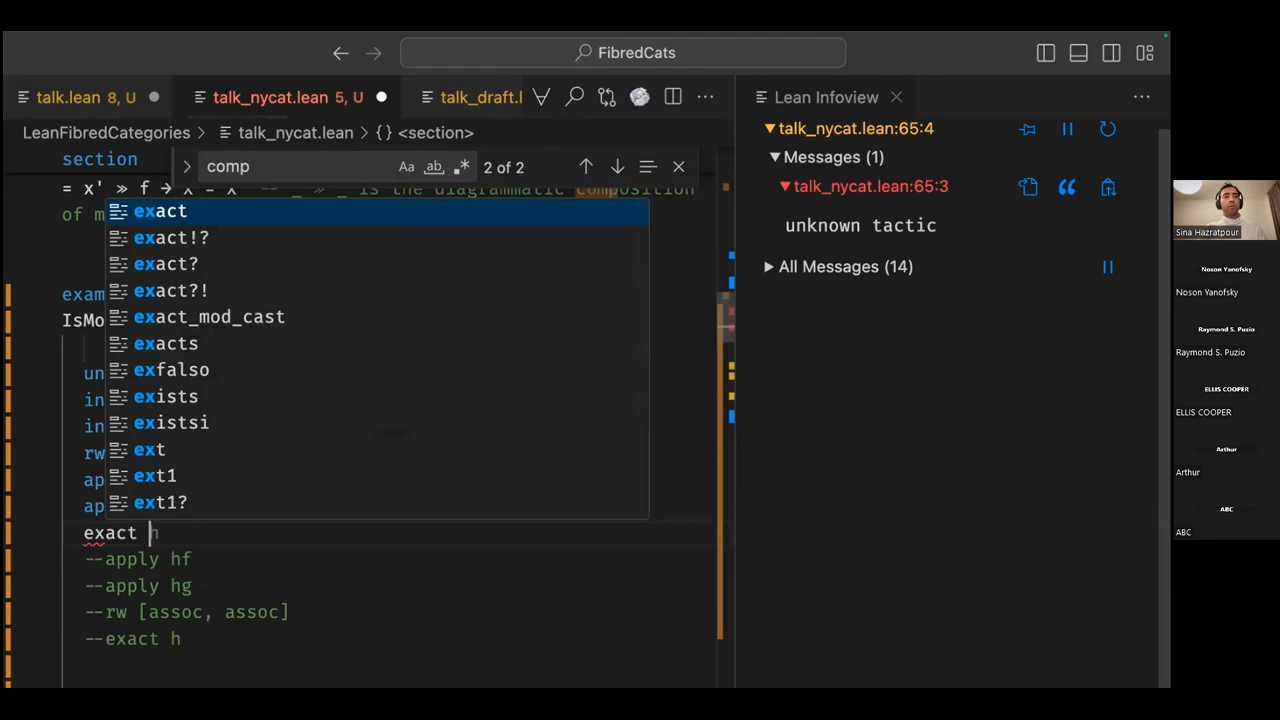 FibredCats
talk.lean 8, U
talk_nycat.lean 5, U
talk_draft.l
Lean Infoview
LeanFibredCategories > talk_nycat.lean > {} <section>
section
comp
Aa
ab
2 of 2
= x' ≫ f → x = x' -- _ ≫ _ is the diagrammatic composition
of m
exact
exact!?
exact?
exact?!
exact_mod_cast
exacts
exfalso
exists
existsi
ext
ext1
ext1?
exam
IsMo
un
in
in
rw
ap
ap
exact h
--apply hf
--apply hg
--rw [assoc, assoc]
--exact h
talk_nycat.lean:65:4
Messages (1)
talk_nycat.lean:65:3
unknown tactic
All Messages (14)
Sina Hazratpour
Noson Yanofsky
Noson Yanofsky
Raymond S. Puzio
Raymond S. Puzio
ELLIS COOPER
ELLIS COOPER
Arthur
Arthur
ABC
ABC